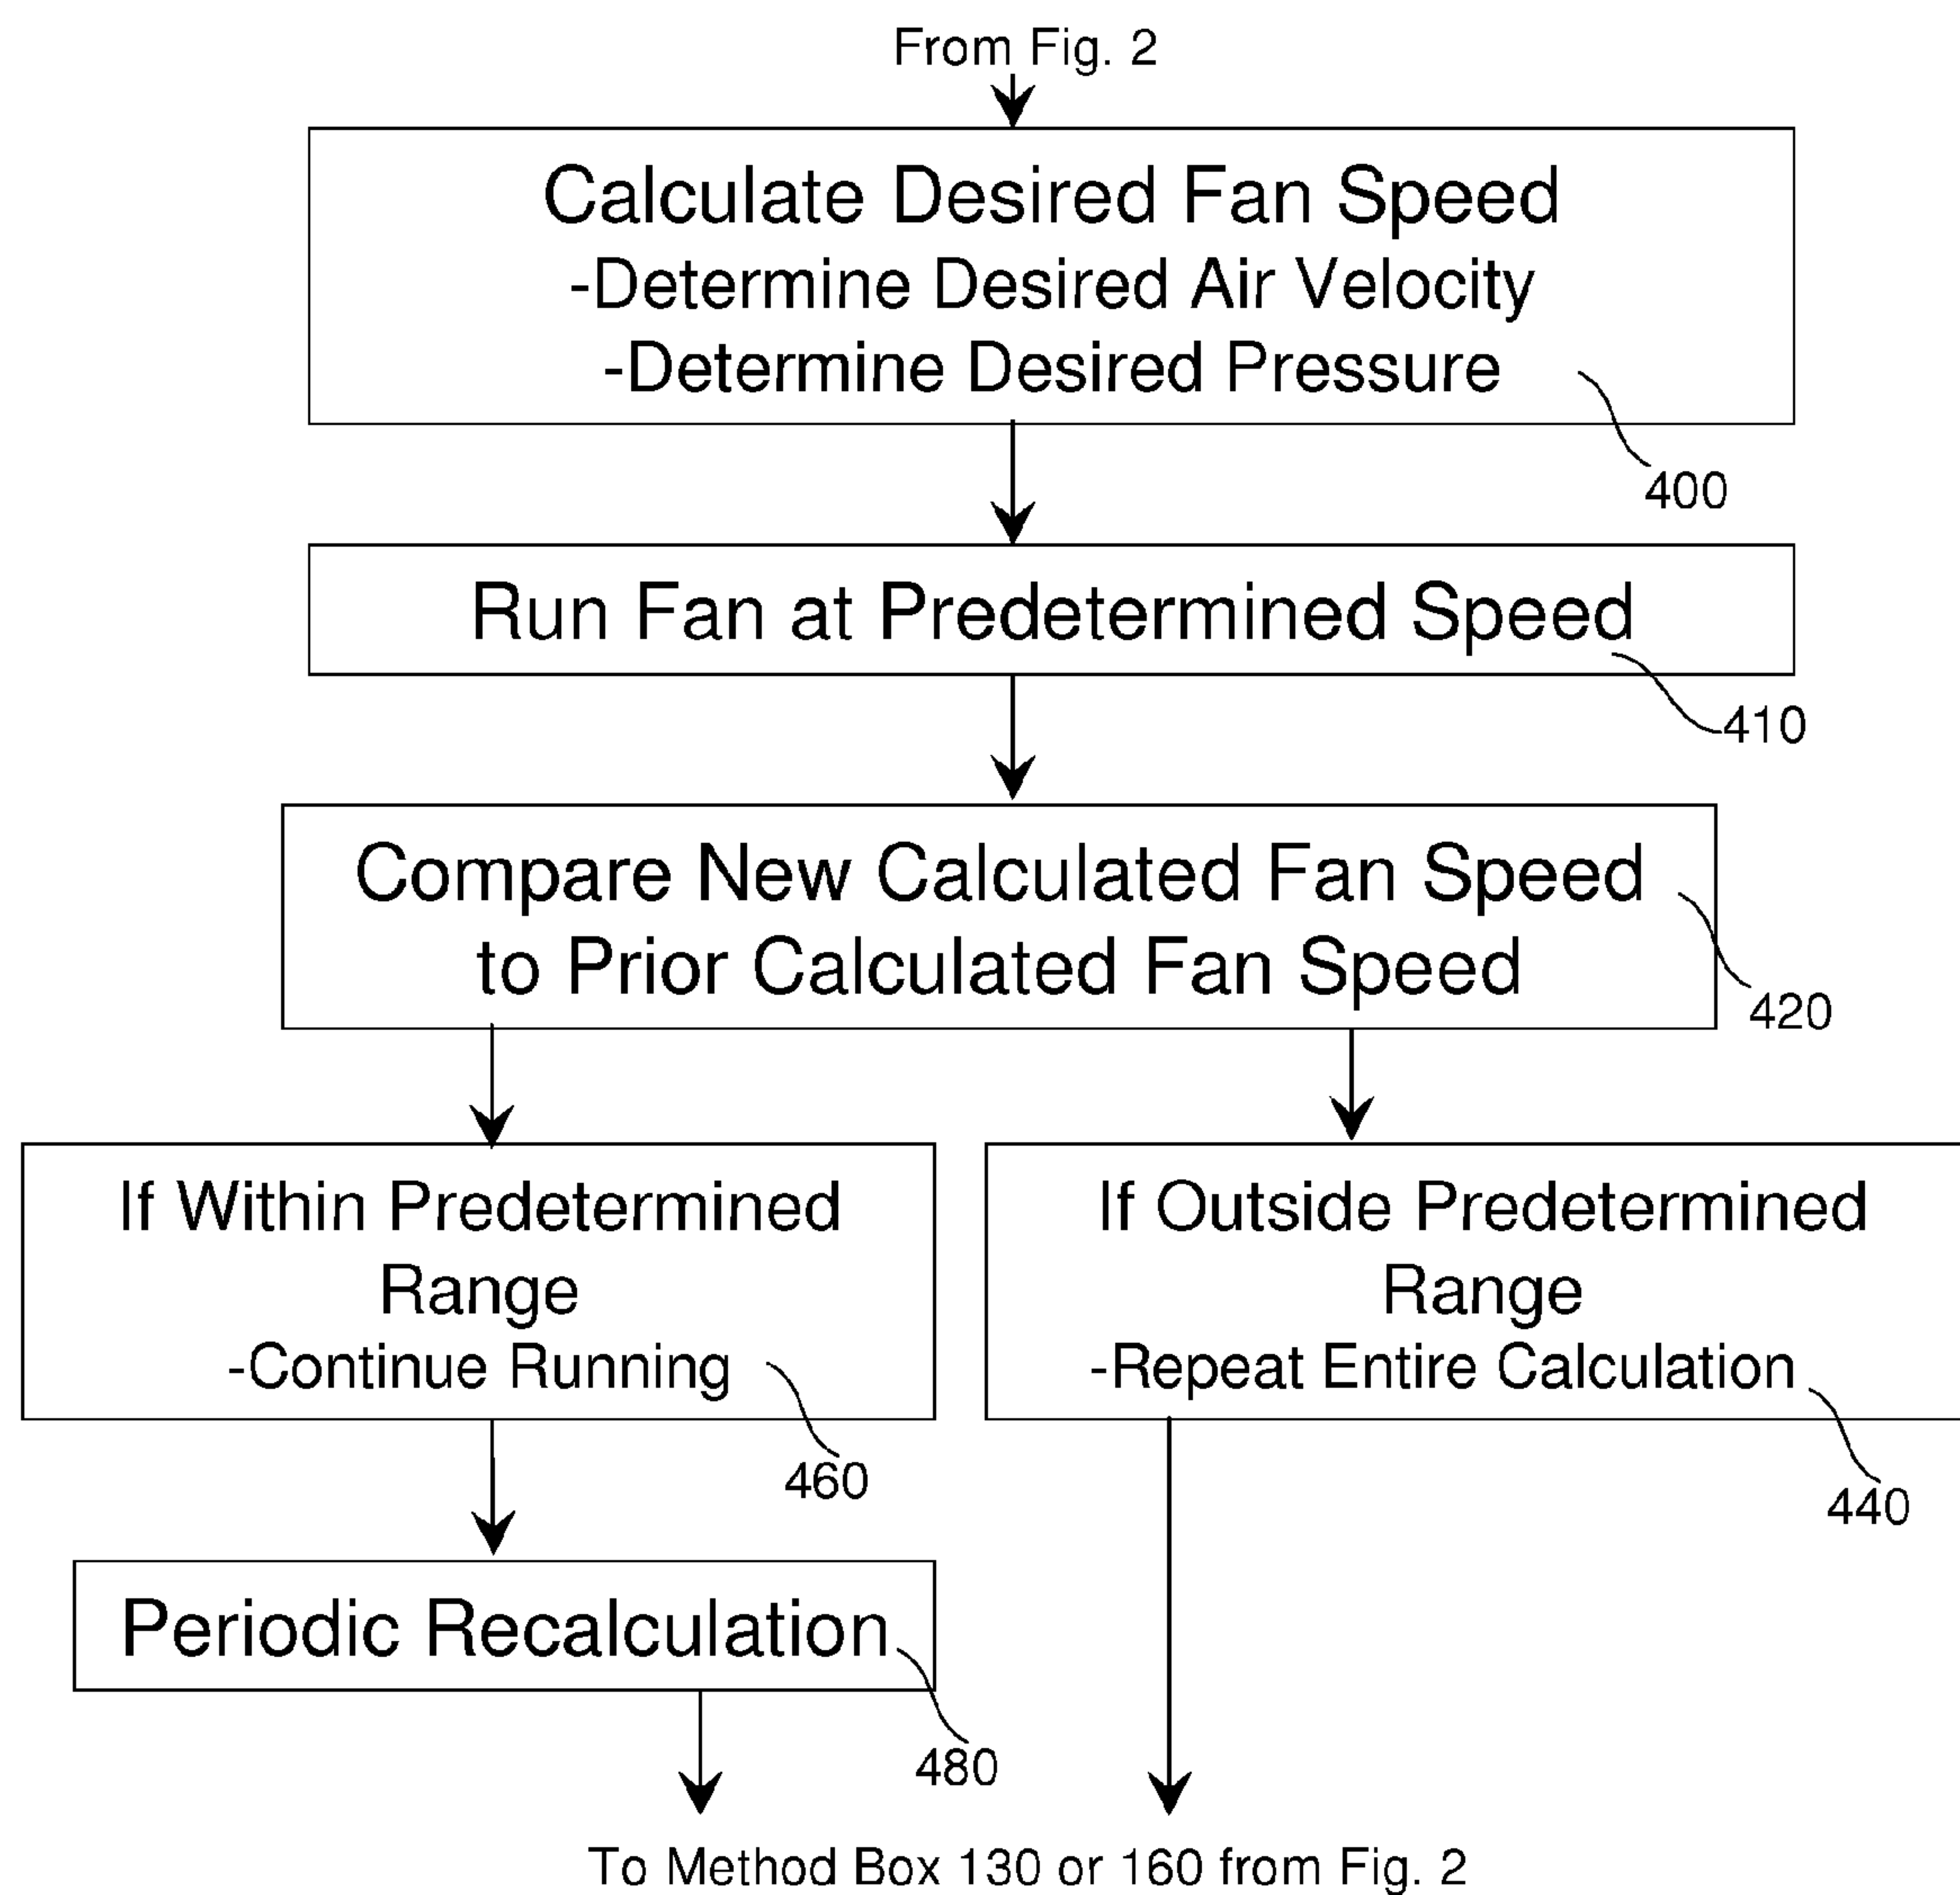 From Fig. 2
Calculate Desired Fan Speed
-Determine Desired Air Velocity
-Determine Desired Pressure
400
Run Fan at Predetermined Speed
410
Compare New Calculated Fan Speed
to Prior Calculated Fan Speed
420
If Within Predetermined
Range
-Continue Running
460
If Outside Predetermined
Range
-Repeat Entire Calculation
440
Periodic Recalculation
480
To Method Box 130 or 160 from Fig. 2